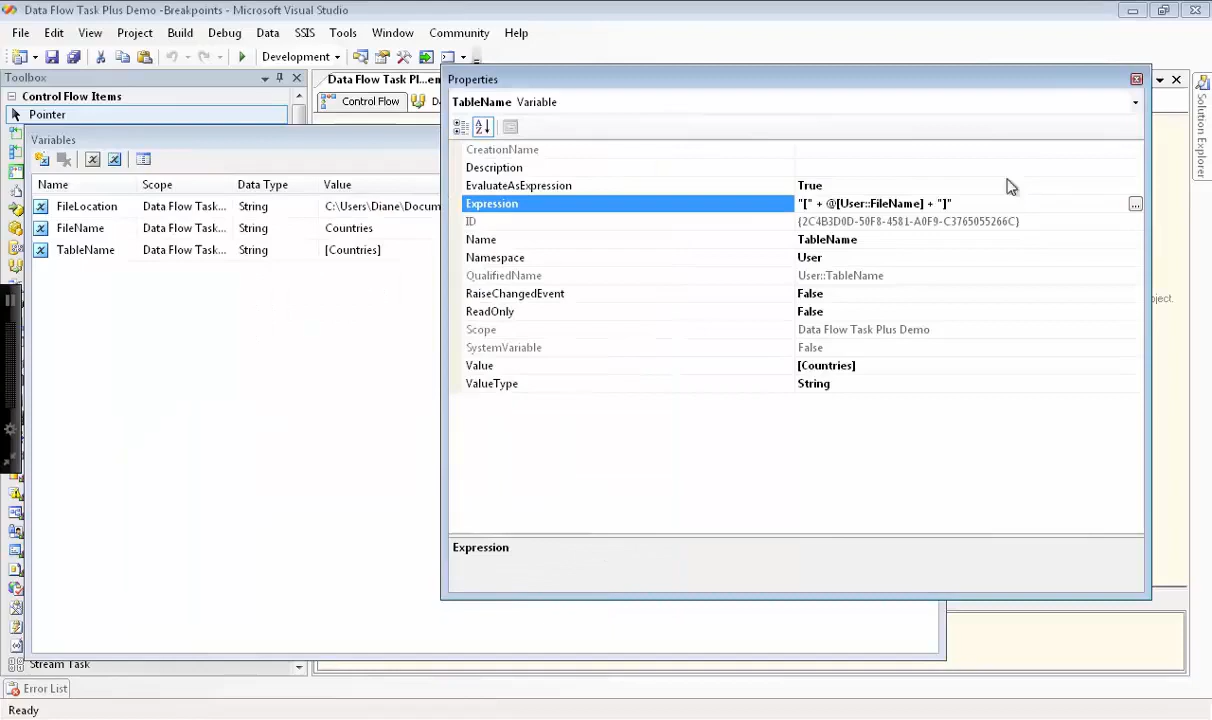 Data Flow Task Plus Demo -Breakpoints - Microsoft Visual Studio
File Edit View Project Build Debug Data SSIS Tools Window Community Help
Development
Toolbox
Control Flow Items
Pointer
Data Flow Task Pl...em
Control Flow
Solution Explorer
Variables
Name Scope Data Type Value
FileLocation Data Flow Task... String C:\Users\Diane\Docum
FileName Data Flow Task... String Countries
TableName Data Flow Task... String [Countries]
Properties
TableName Variable
CreationName
Description
EvaluateAsExpression True
Expression "[" + @[User::FileName] + "]" ...
ID {2C4B3D0D-50F8-4581-A0F9-C3765055266C}
Name TableName
Namespace User
QualifiedName User::TableName
RaiseChangedEvent False
ReadOnly False
Scope Data Flow Task Plus Demo
SystemVariable False
Value [Countries]
ValueType String
Expression
ject.
Stream Task
Error List
Ready